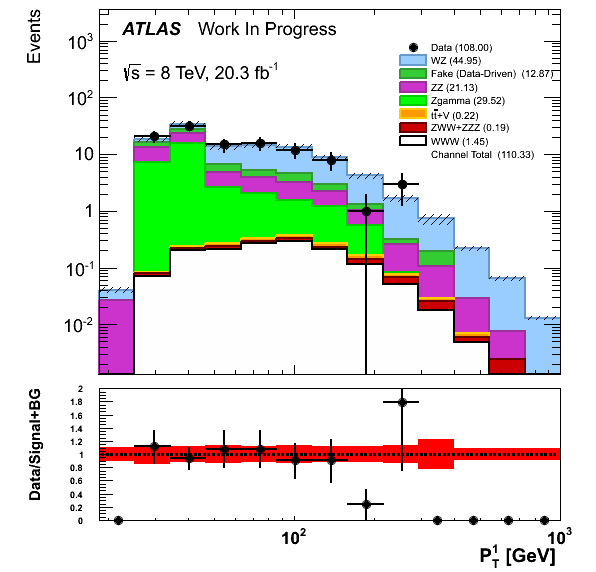 Events
ATLAS Work In Progress
√s = 8 TeV, 20.3 fb⁻¹
Data (108.00)
WZ (44.95)
Fake (Data-Driven) (12.87)
ZZ (21.13)
Zgamma (29.52)
tt̄+V (0.22)
ZWW+ZZZ (0.19)
WWW (1.45)
Channel Total (110.33)
10³
10²
10
1
10⁻¹
10⁻²
Data/Signal+BG
2
1.8
1.6
1.4
1.2
1
0.8
0.6
0.4
0.2
0
10²
10³
P¹_T [GeV]